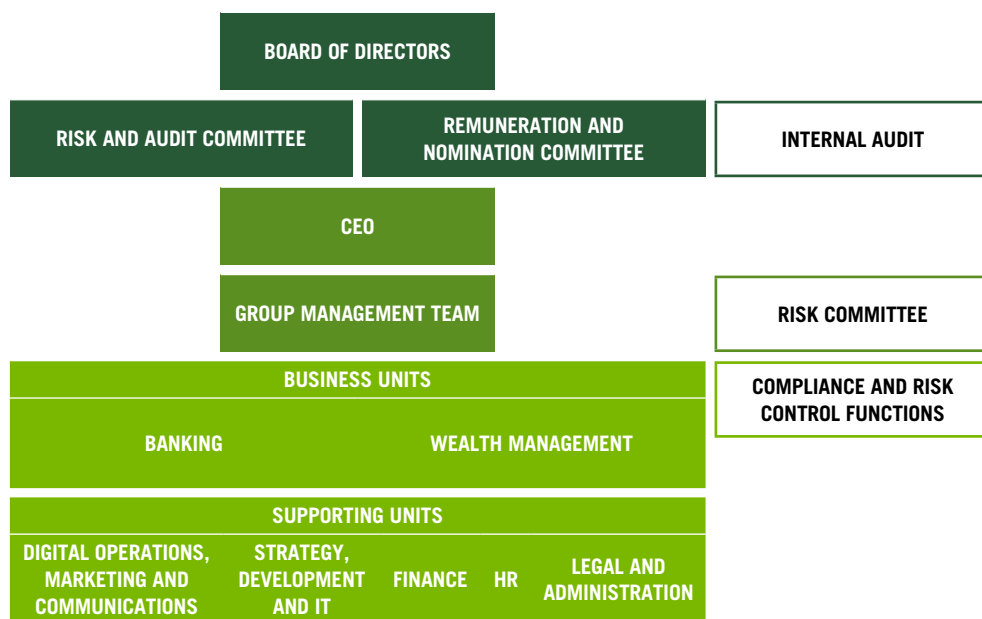 BOARD OF DIRECTORS
RISK AND AUDIT COMMITTEE
REMUNERATION AND
NOMINATION COMMITTEE
INTERNAL AUDIT
CEO
GROUP MANAGEMENT TEAM
RISK COMMITTEE
BUSINESS UNITS
BANKING
WEALTH MANAGEMENT
COMPLIANCE AND RISK
CONTROL FUNCTIONS
SUPPORTING UNITS
DIGITAL OPERATIONS,
MARKETING AND
COMMUNICATIONS
STRATEGY,
DEVELOPMENT
AND IT
FINANCE
HR
LEGAL AND
ADMINISTRATION